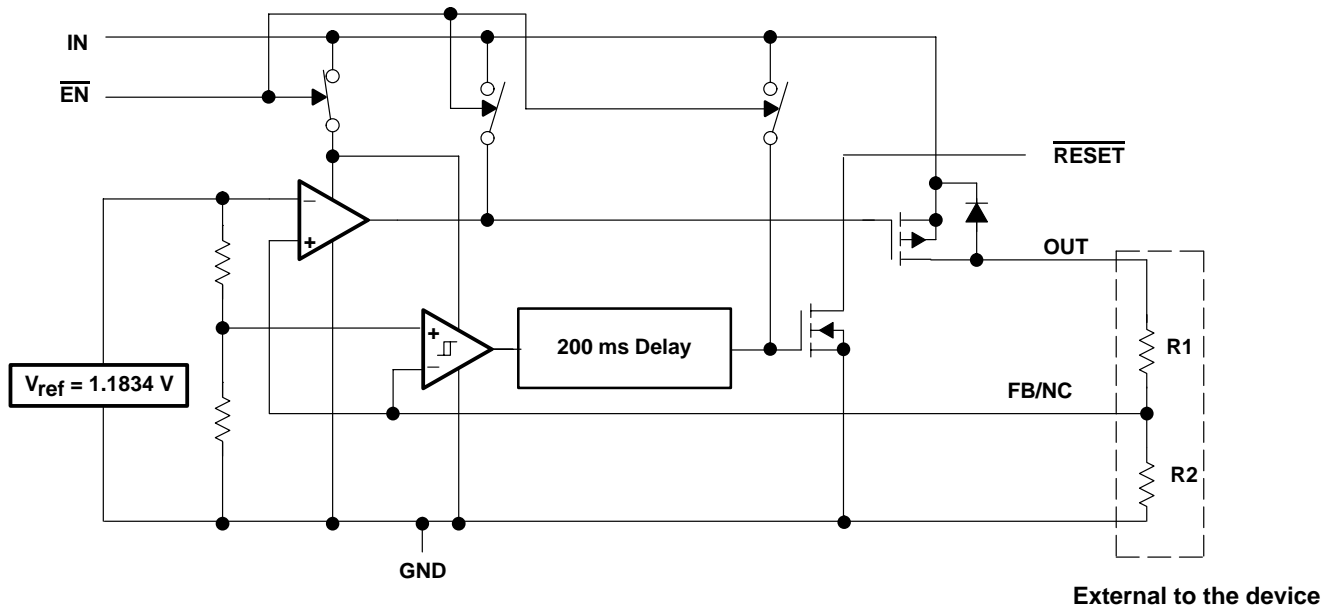 IN
EN
RESET
−
+
OUT
+
−
200 ms Delay
R1
Vref = 1.1834 V
FB/NC
R2
GND
External to the device